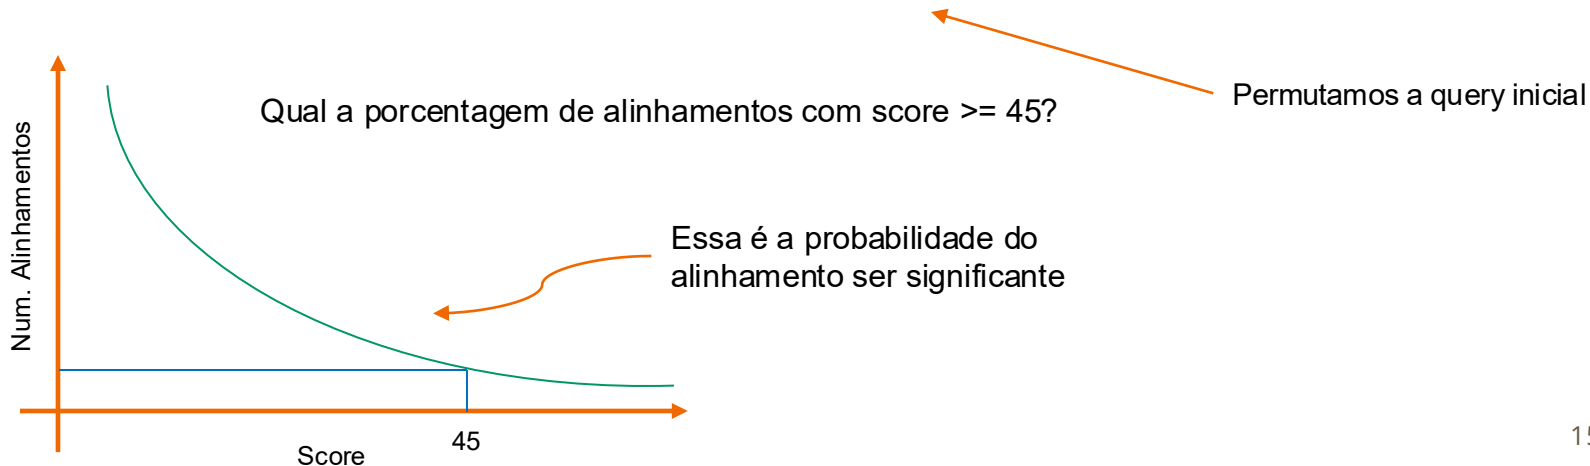 Permutamos a query inicial
Qual a porcentagem de alinhamentos com score >= 45?
Num. Alinhamentos
Essa é a probabilidade do
alinhamento ser significante
45
Score